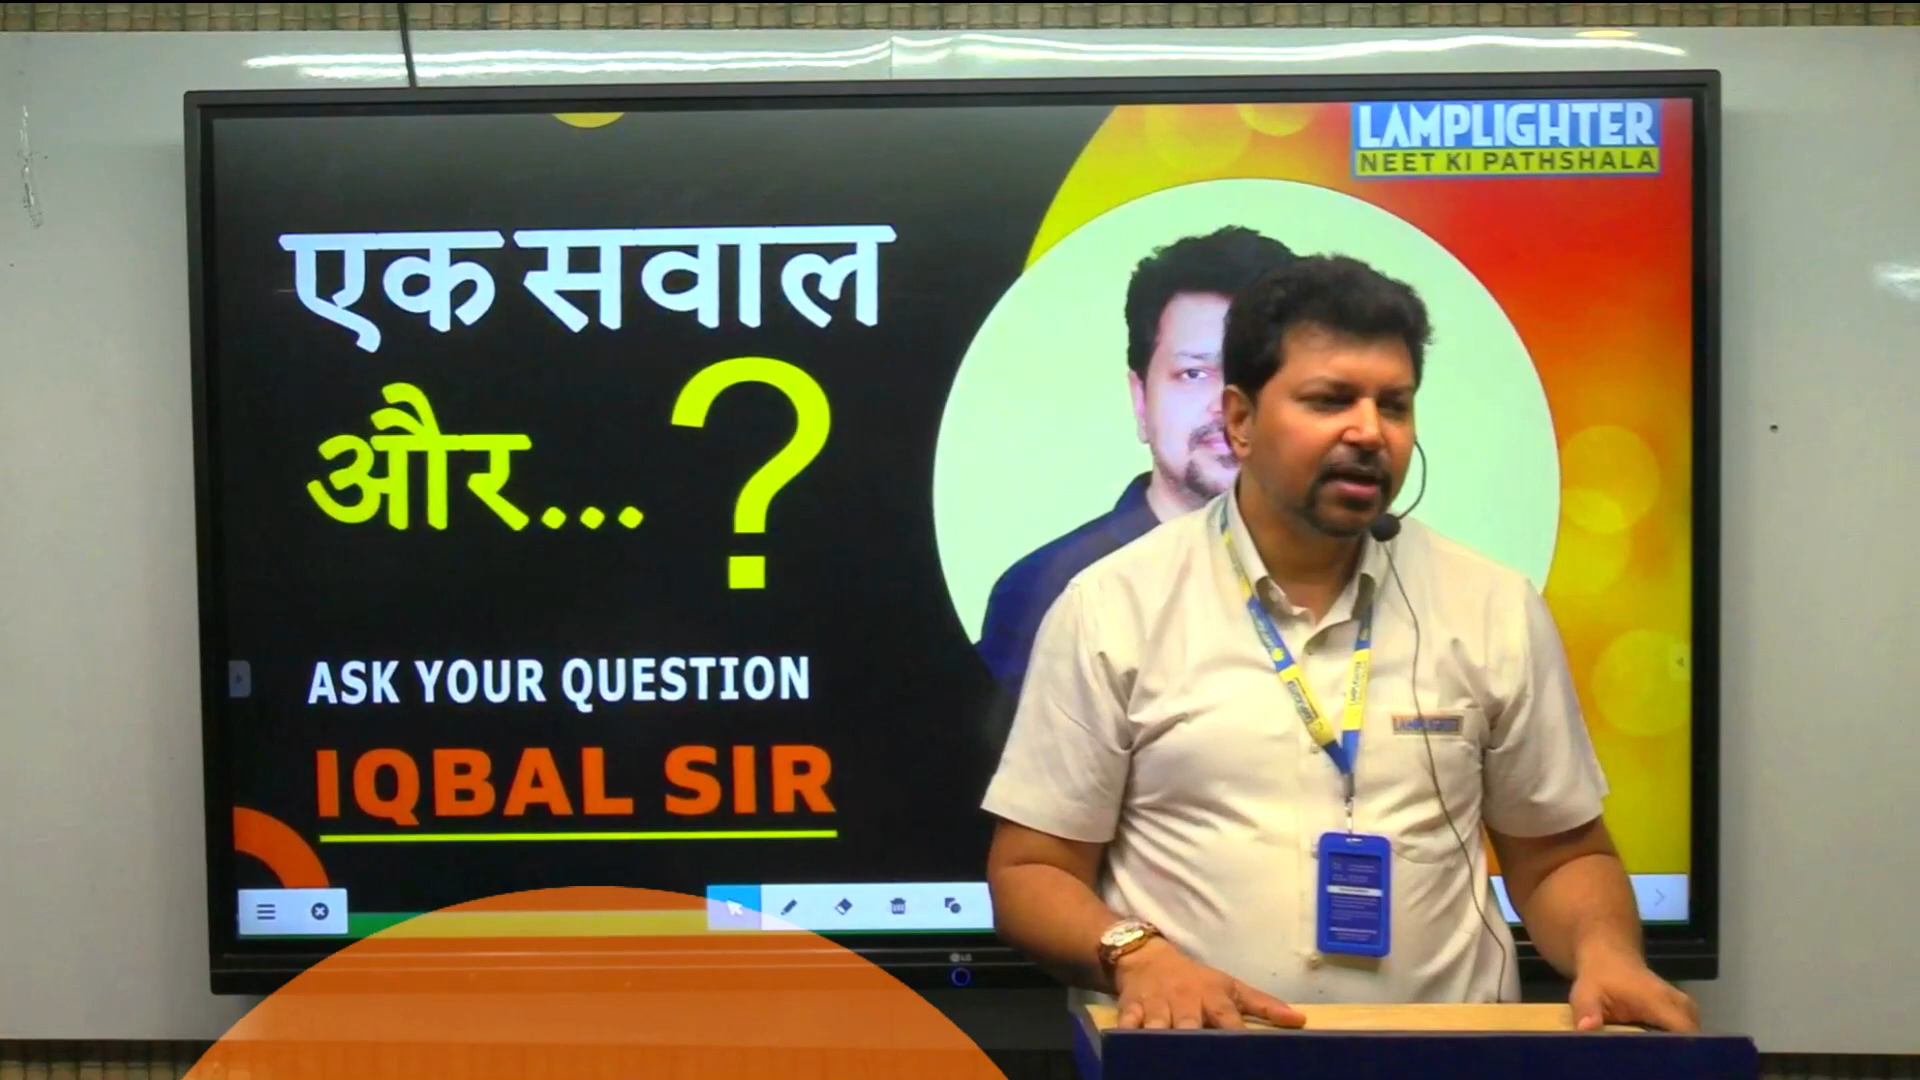 LAMPLIGHTER
NEET KI PATHSHALA
एक सवाल
और... ?
ASK YOUR QUESTION
IQBAL SIR
LAMPLIGHTER
LG